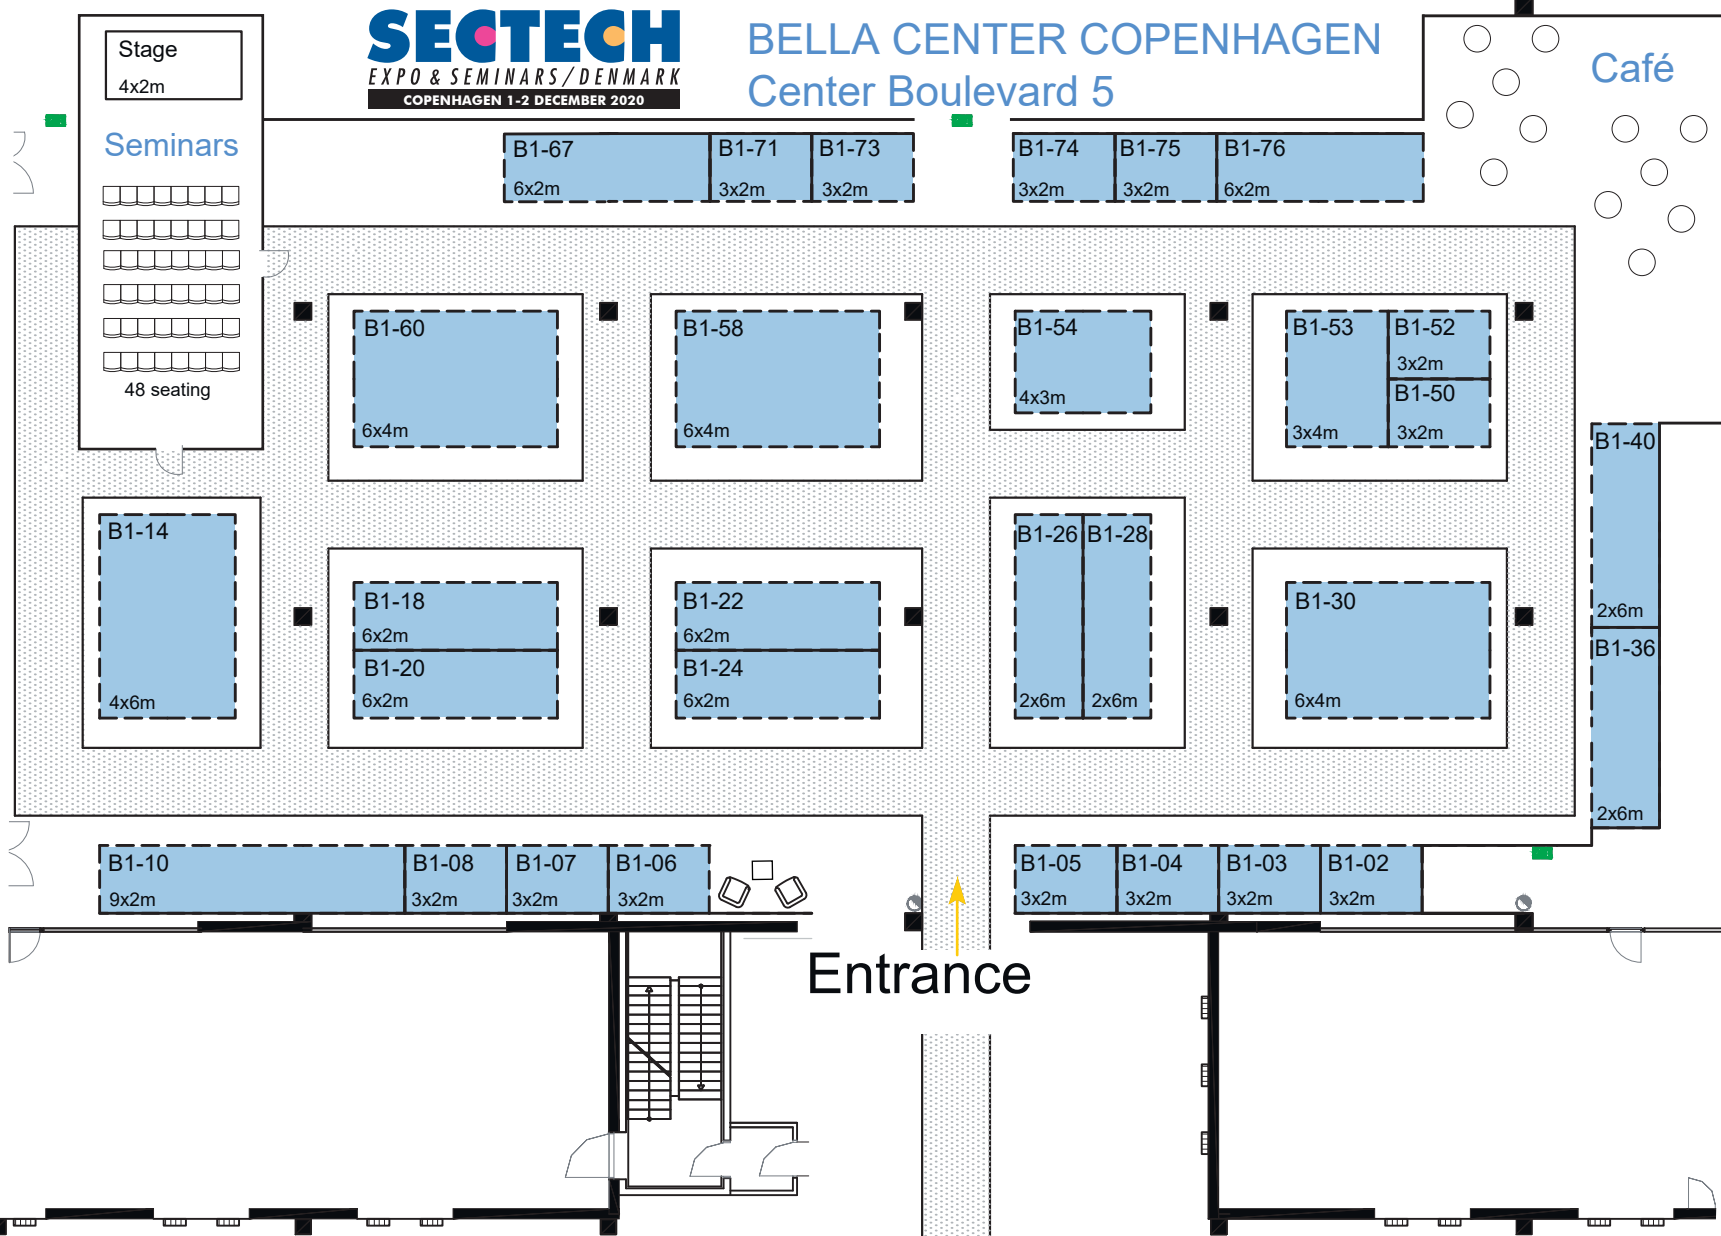 Stage
4x2m
SECTECH
EXPO & SEMINARS/DENMARK
COPENHAGEN 1-2 DECEMBER 2020
BELLA CENTER COPENHAGEN
Center Boulevard 5
Café
Seminars
48 seating
B1-67
6x2m
B1-71
3x2m
B1-73
3x2m
B1-74
3x2m
B1-75
3x2m
B1-76
6x2m
B1-60
6x4m
B1-58
6x4m
B1-54
4x3m
B1-53
3x4m
B1-52
3x2m
B1-50
3x2m
B1-40
2x6m
B1-36
2x6m
B1-14
4x6m
B1-18
6x2m
B1-20
6x2m
B1-22
6x2m
B1-24
6x2m
B1-26
2x6m
B1-28
2x6m
B1-30
6x4m
B1-10
9x2m
B1-08
3x2m
B1-07
3x2m
B1-06
3x2m
B1-05
3x2m
B1-04
3x2m
B1-03
3x2m
B1-02
3x2m
Entrance